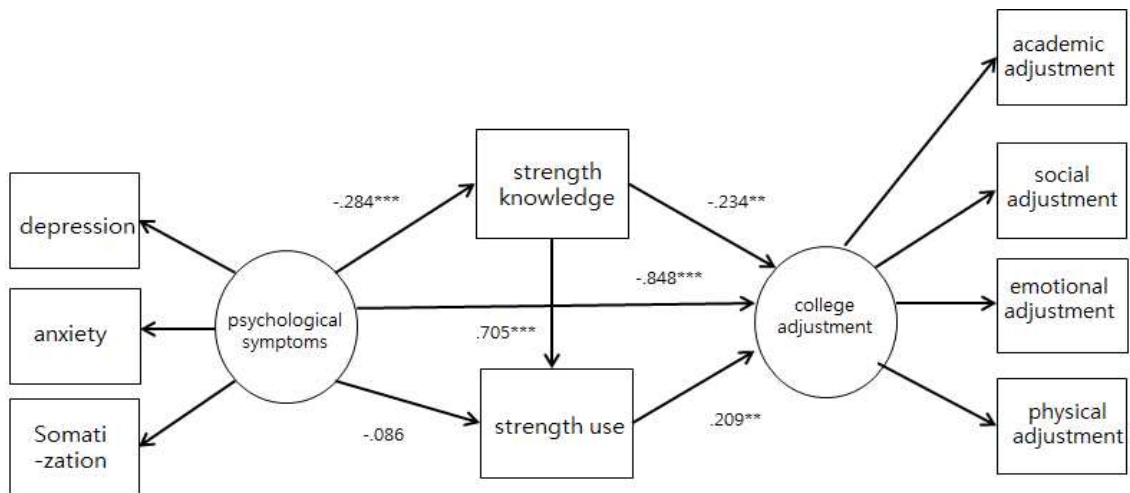 academic
adjustment
strength
knowledge
social
adjustment
-.284***
-.234**
depression
-.848***
emotional
adjustment
psychological
symptoms
college
adjustment
anxiety
.705***
Somati
-zation
strength use
-.086
.209**
physical
adjustment